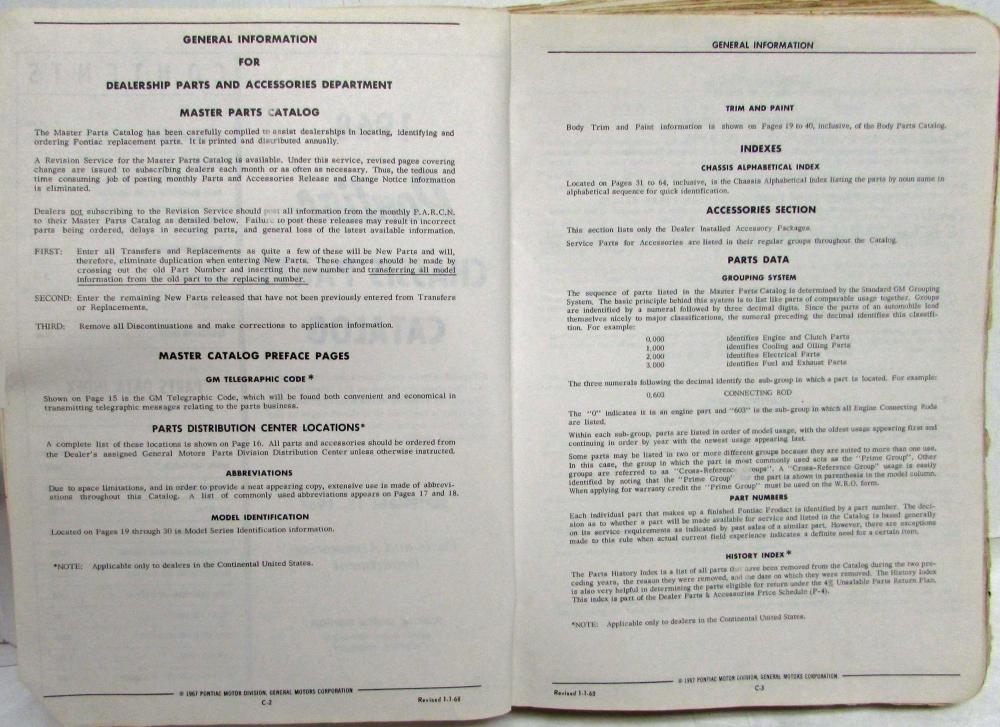 GENERAL INFORMATION
FOR
DEALERSHIP PARTS AND ACCESSORIES DEPARTMENT
MASTER PARTS CATALOG
The Master Parts Catalog has been carefully compiled to assist dealerships in locating, identifying and
ordering Pontiac replacement parts. It is printed and distributed annually.
A Revision Service for the Master Parts Catalog is available. Under this service, revised pages covering
changes are issued to subscribing dealers each month or as often as necessary. Thus, the tedious and
time consuming job of posting monthly Parts and Accessories Release and Change Notice information
is eliminated.
Dealers not subscribing to the Revision Service should post all information from the monthly P.A.R.C.N.
to their Master Parts Catalog as detailed below. Failure to post these releases may result in incorrect
parts being ordered, delays in securing parts, and general loss of the latest available information.
FIRST: Enter all Transfers and Replacements as quite a few of these will be New Parts and will,
therefore, eliminate duplication when entering New Parts. These changes should be made by
crossing out the old Part Number and inserting the new number and transferring all model
information from the old part to the replacing number.
SECOND: Enter the remaining New Parts released that have not been previously entered from Transfers
or Replacements.
THIRD: Remove all Discontinuations and make corrections to application information.
MASTER CATALOG PREFACE PAGES
GM TELEGRAPHIC CODE*
Shown on Page 15 is the GM Telegraphic Code, which will be found both convenient and economical in
transmitting telegraphic messages relating to the parts business.
PARTS DISTRIBUTION CENTER LOCATIONS*
A complete list of these locations is shown on Page 16. All parts and accessories should be ordered from
the Dealer's assigned General Motors Parts Division Distribution Center unless otherwise instructed.
ABBREVIATIONS
Due to space limitations, and in order to provide a neat appearing copy, extensive use is made of abbrevi-
ations throughout this Catalog. A list of commonly used abbreviations appears on Pages 17 and 18.
MODEL IDENTIFICATION
Located on Pages 19 through 30 is Model Series Identification information.
*NOTE: Applicable only to dealers in the Continental United States.
© 1967 PONTIAC MOTOR DIVISION, GENERAL MOTORS CORPORATION
C-2
Revised 1-1-68
GENERAL INFORMATION
TRIM AND PAINT
Body Trim and Paint information is shown on Pages 19 to 40, inclusive, of the Body Parts Catalog.
INDEXES
CHASSIS ALPHABETICAL INDEX
Located on Pages 31 to 64, inclusive, is the Chassis Alphabetical Index listing the parts by noun name in
alphabetical sequence for quick identification.
ACCESSORIES SECTION
This section lists only the Dealer Installed Accessory Packages.
Service Parts for Accessories are listed in their regular groups throughout the Catalog.
PARTS DATA
GROUPING SYSTEM
The sequence of parts listed in the Master Parts Catalog is determined by the Standard GM Grouping
System. The basic principle behind this system is to list like parts of comparable usage together. Groups
are indentified by a numeral followed by three decimal digits. Since the parts of an automobile lend
themselves nicely to major classifications, the numeral preceding the decimal identifies this classifi-
tion. For example:
0.000 identifies Engine and Clutch Parts
1.000 identifies Cooling and Oiling Parts
2.000 identifies Electrical Parts
3.000 identifies Fuel and Exhaust Parts
The three numerals following the decimal identify the sub-group in which a part is located. For example:
0.603 CONNECTING ROD
The "0" indicates it is an engine part and "603" is the sub-group in which all Engine Connecting Rods
are listed.
Within each sub-group, parts are listed in order of model usage, with the oldest usage appearing first and
continuing in order by year with the newest usage appearing last.
Some parts may be listed in two or more different groups because they are suited to more than one use.
In this case, the group in which the part is most commonly used acts as the "Prime Group". Other
groups are referred to as "Cross-Reference oups". A "Cross-Reference Group" usage is easily
identified by noting that the "Prime Group" the part is shown in parenthesis in the model column.
When applying for warranty credit the "Prime Group" must be used on the W.R.O. form.
PART NUMBERS
Each individual part that makes up a finished Pontiac Product is identified by a part number. The deci-
sion as to whether a part will be made available for service and listed in the Catalog is based generally
on its service requirements as indicated by past sales of a similar part. However, there are exceptions
made to this rule when actual current field experience indicates a definite need for a certain item.
HISTORY INDEX*
The Parts History Index is a list of all parts that have been removed from the Catalog during the two pre-
ceding years, the reason they were removed, and the date on which they were removed. The History Index
is also very helpful in determining the parts eligible for return under the 4% Unsalable Parts Return Plan.
This index is part of the Dealer Parts & Accessories Price Schedule (P-4).
*NOTE: Applicable only to dealers in the Continental United States.
© 1967 PONTIAC MOTOR DIVISION, GENERAL MOTORS CORPORATION
Revised 1-1-68
C-3